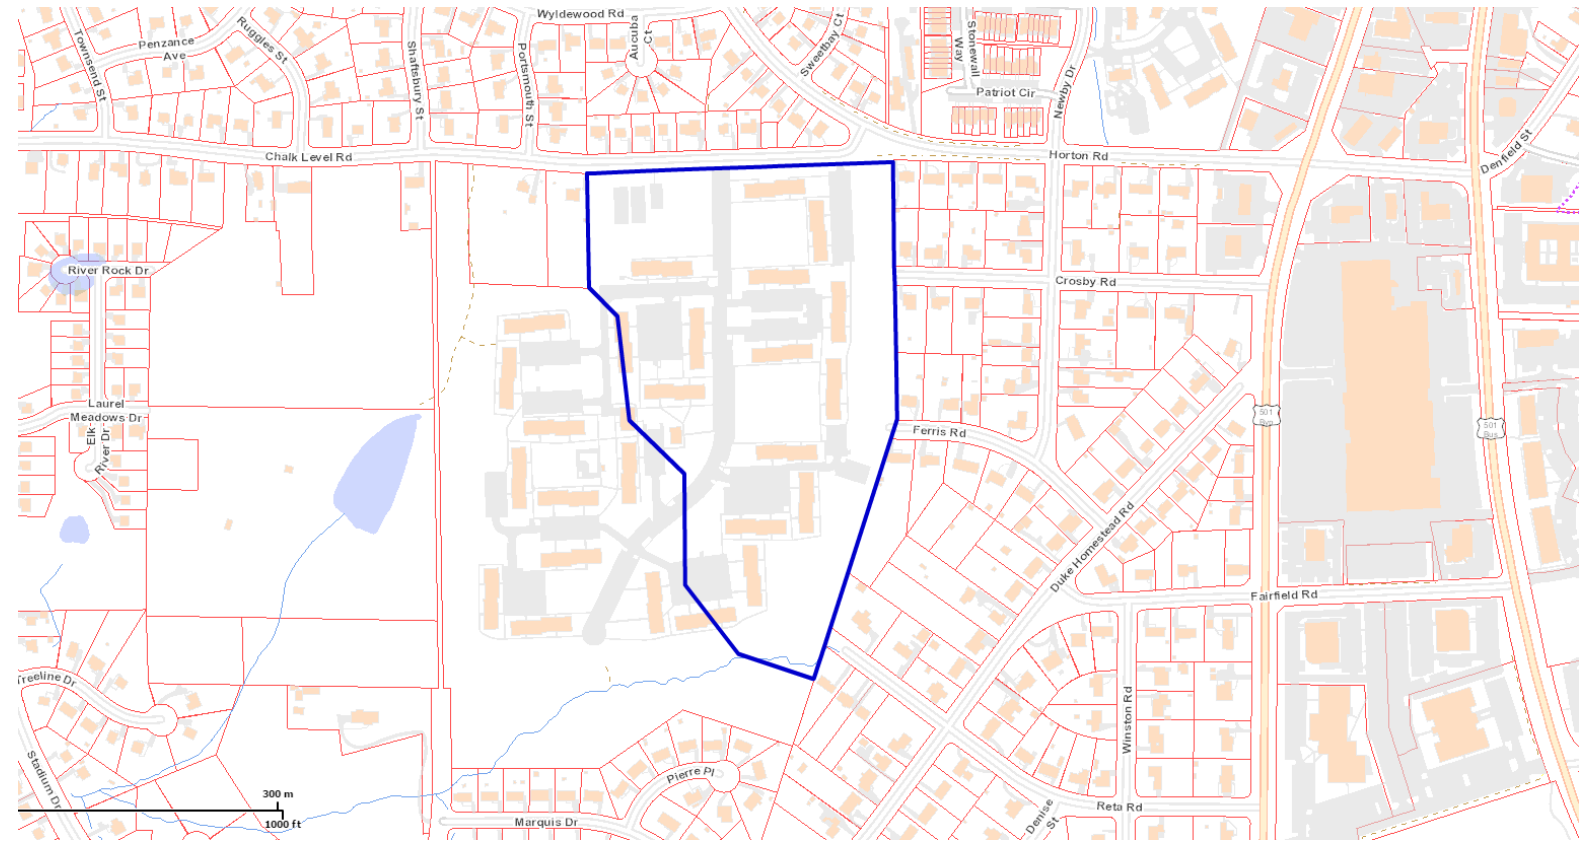 Wyldewood Rd
Penzance
Ave
Ruggles St
Townsend St
Shaftsbury St
Portsmouth St
Aucuba
Ct
Sweetbay Ct
Stonewall
Way
Patriot Cir
Newby Dr
Chalk Level Rd
Horton Rd
Denfield St
River Rock Dr
Crosby Rd
Laurel
Meadows Dr
Elk
River Dr
Ferris Rd
501
Byp
501
Bus
Duke Homestead Rd
Fairfield Rd
Treeline Dr
Winston Rd
Stadium Dr
Pierre Pl
300 m
1000 ft
Marquis Dr
Denise
St
Reta Rd